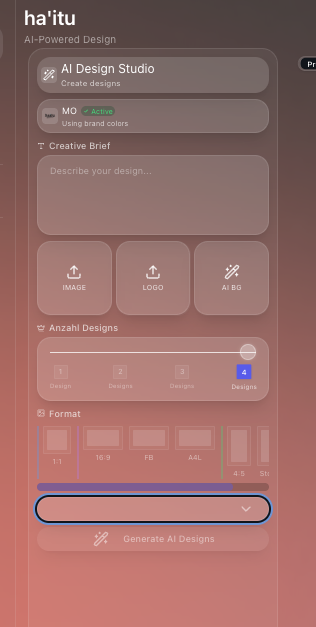 ha'itu
AI-Powered Design
Pr
AI Design Studio
Create designs
MO ✓ Active
Using brand colors
Creative Brief
Describe your design...
IMAGE LOGO AI BG
Anzahl Designs
1 2 3 4
Design Designs Designs Designs
Format
1:1 16:9 FB A4L 4:5 Sto
Generate AI Designs